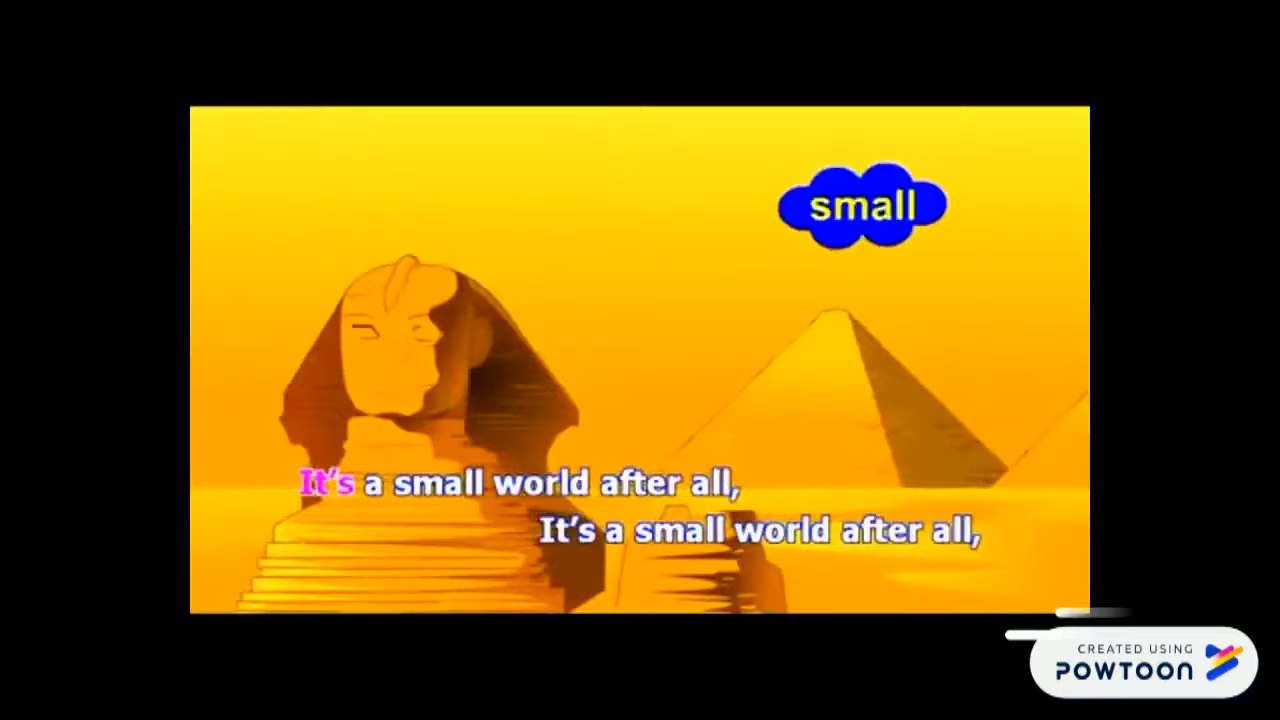 small
It's a small world after all,
It's a small world after all,
CREATED USING
POWTOON